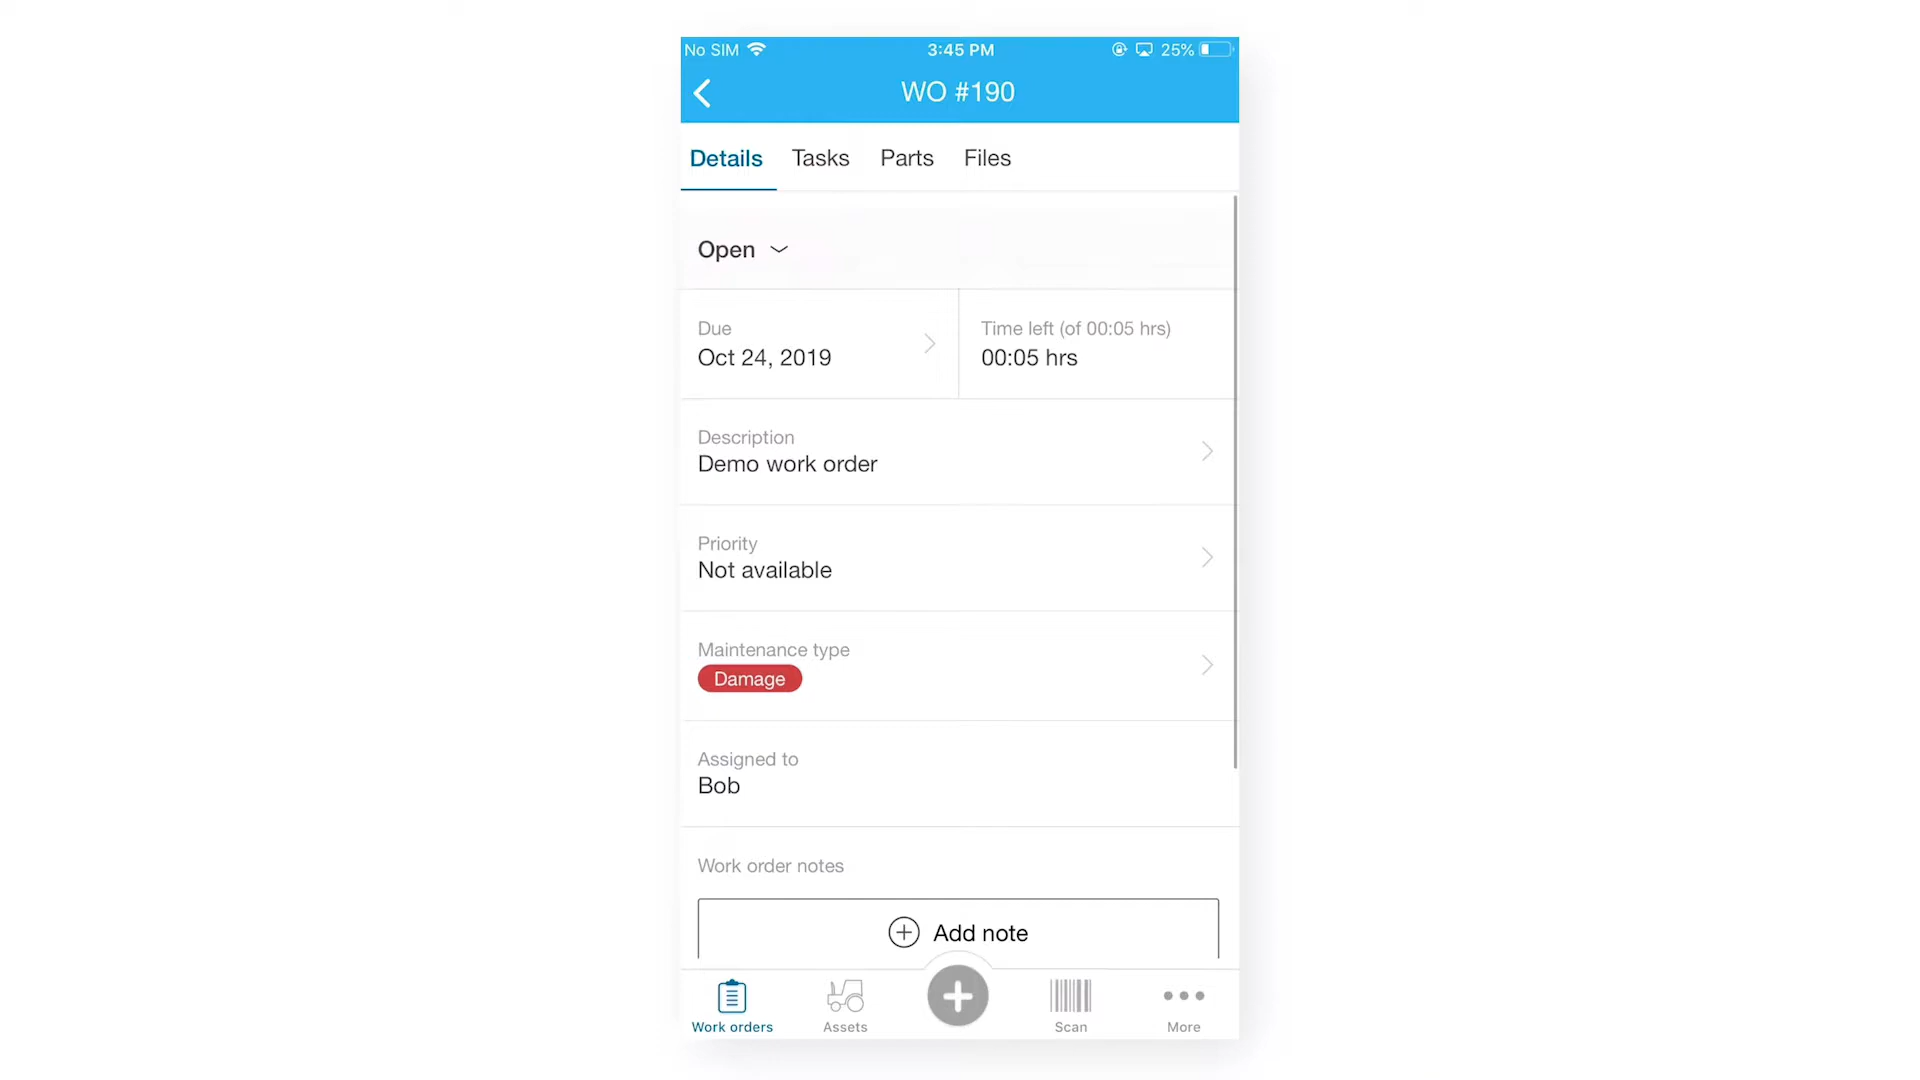 No SIM 3:45 PM 25%
WO #190
Details Tasks Parts Files
Open
Due
Oct 24, 2019
Time left (of 00:05 hrs)
00:05 hrs
Description
Demo work order
Priority
Not available
Maintenance type
Damage
Assigned to
Bob
Work order notes
Add note
Work orders Assets Scan More